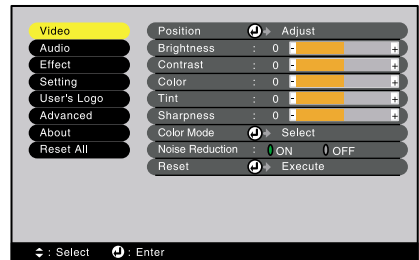 Video
Audio
Effect
Setting
User's Logo
Advanced
About
Reset All
Position Adjust
Brightness : 0 - +
Contrast : 0 - +
Color : 0 - +
Tint : 0 - +
Sharpness : 0 - +
Color Mode Select
Noise Reduction : ON OFF
Reset Execute
: Select : Enter